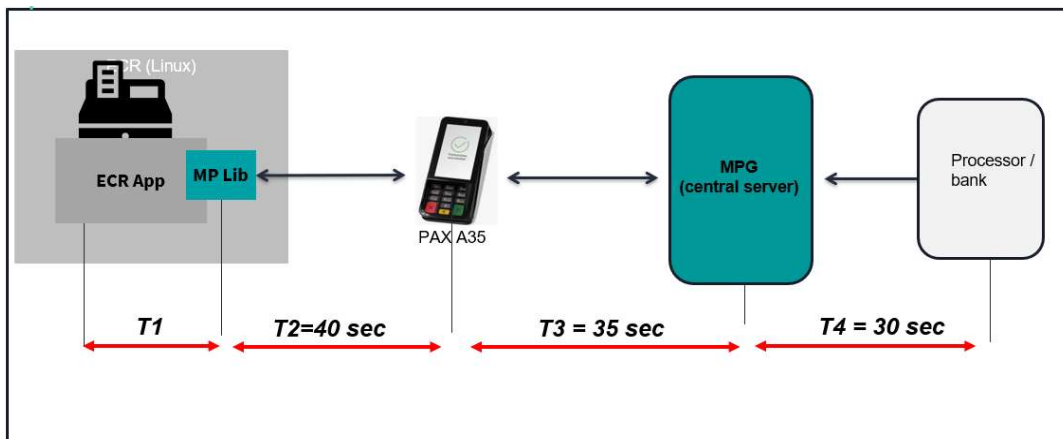 ECR (Linux)
ECR App
MP Lib
PAX A35
MPG
(central server)
Processor /
bank
T1
T2=40 sec
T3 = 35 sec
T4 = 30 sec